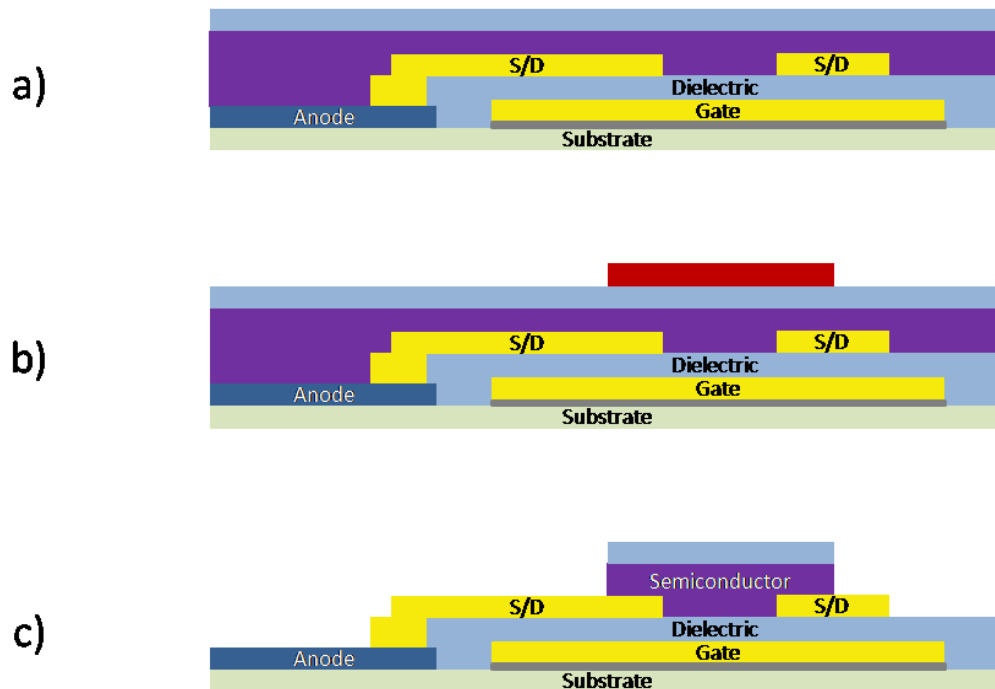 a)
S/D
S/D
Dielectric
Gate
Anode
Substrate
b)
S/D
S/D
Dielectric
Gate
Anode
Substrate
c)
Semiconductor
S/D
S/D
Dielectric
Gate
Anode
Substrate